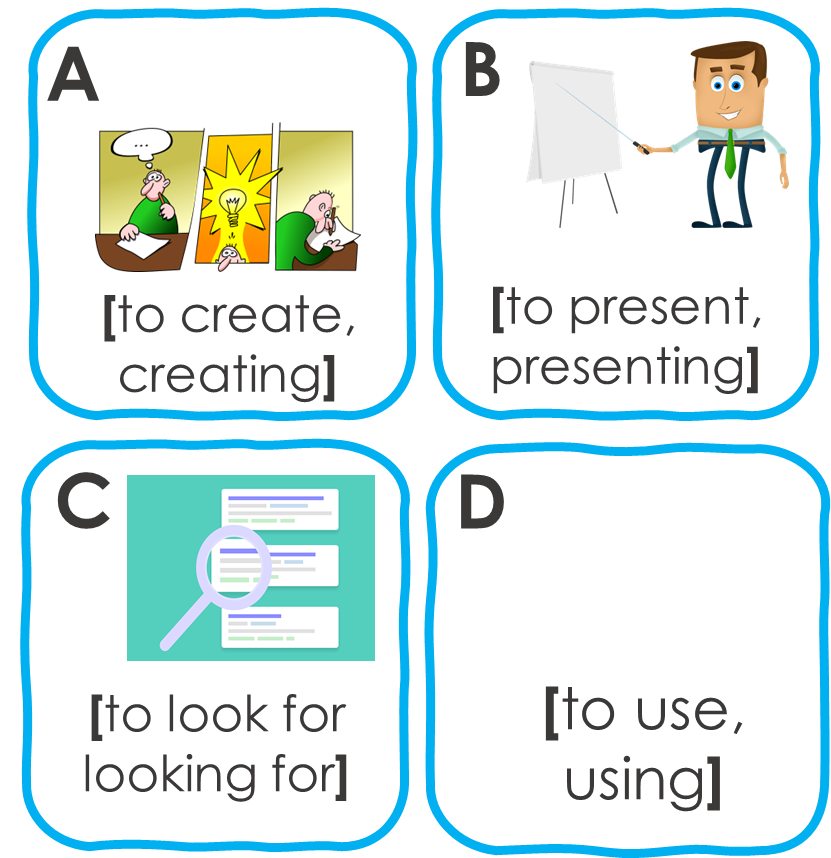 A
...
[to create,
creating]
B
[to present,
presenting]
C
[to look for
looking for]
D
[to use,
using]